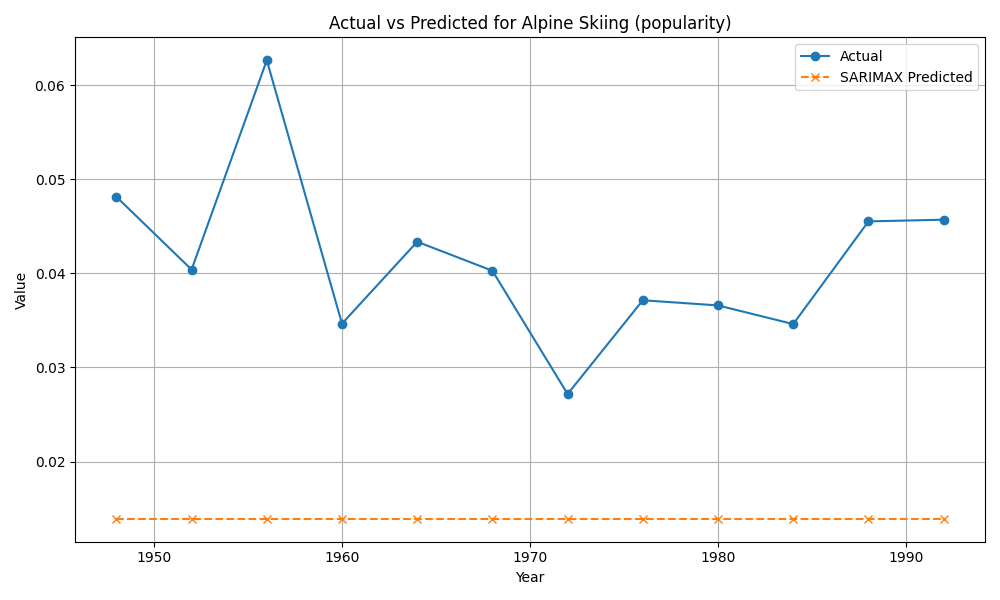 Actual vs Predicted for Alpine Skiing (popularity)
Actual
SARIMAX Predicted
Value
0.06
0.05
0.04
0.03
0.02
1950 1960 1970 1980 1990
Year